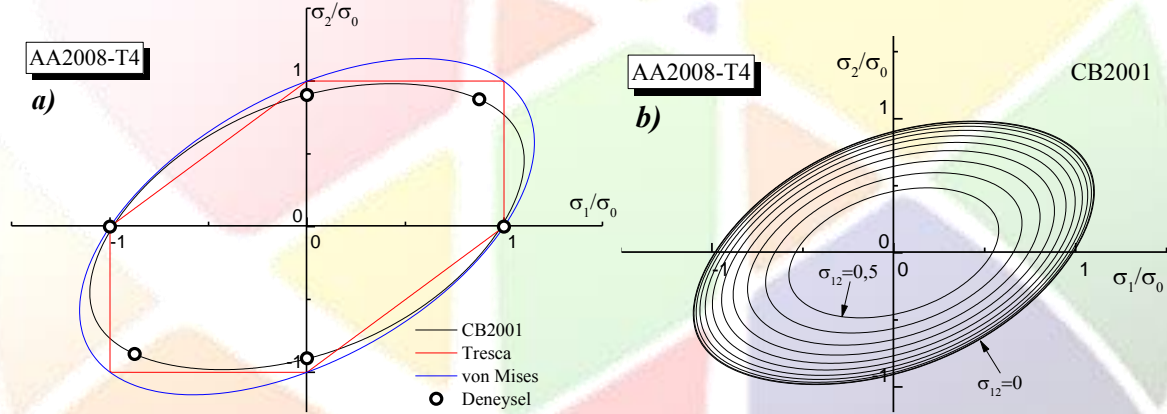 σ₂/σ₀
AA2008-T4
a)
1
0
-1
0
1
σ₁/σ₀
-1
CB2001
Tresca
von Mises
Deneysel
AA2008-T4
b)
σ₂/σ₀
CB2001
1
0
-1
0
1
σ₁/σ₀
σ₁₂=0,5
-1
σ₁₂=0